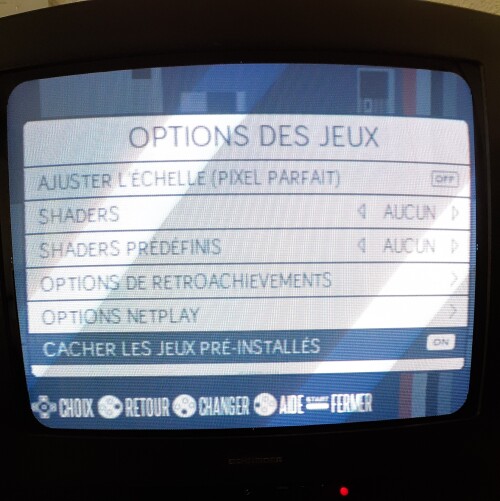 OPTIONS DES JEUX
AJUSTER L'ÉCHELLE (PIXEL PARFAIT) OFF
SHADERS AUCUN
SHADERS PRÉDÉFINIS AUCUN
OPTIONS DE RETROACHIEVEMENTS
OPTIONS NETPLAY
CACHER LES JEUX PRÉ-INSTALLÉS ON
CHOIX RETOUR CHANGER AIDE START FERMER